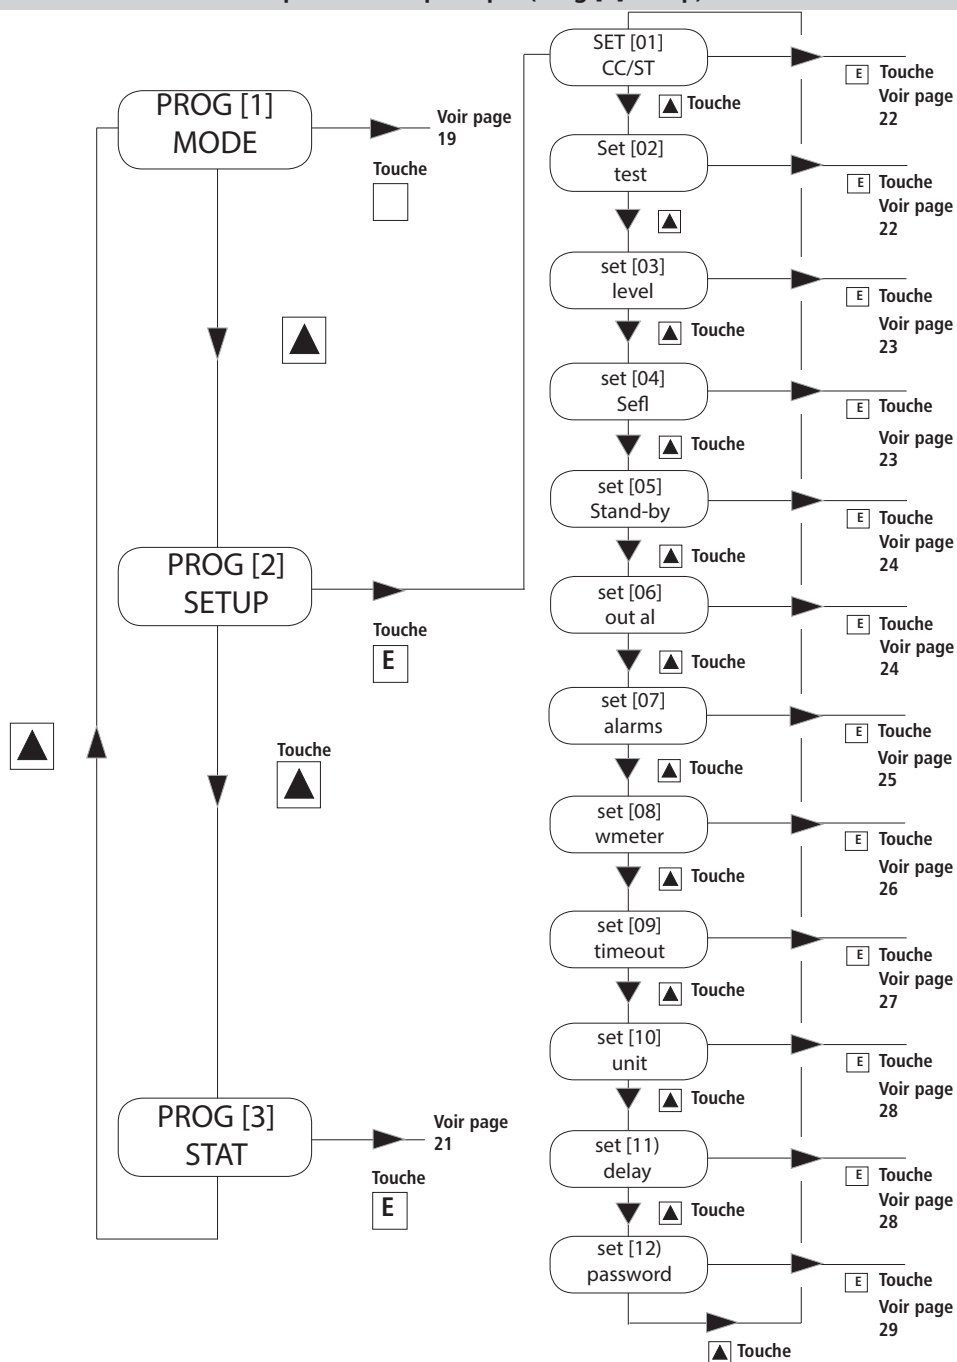 PROG [1]
MODE
Voir page
19
Touche
PROG [2]
SETUP
Touche
E
Touche
PROG [3]
STAT
Voir page
21
Touche
E
SET [01]
CC/ST
E Touche
Voir page
22
Touche
Set [02]
test
E Touche
Voir page
22
set [03]
level
E Touche
Voir page
23
Touche
set [04]
Sefl
E Touche
Voir page
23
Touche
set [05]
Stand-by
E Touche
Voir page
24
Touche
set [06]
out al
E Touche
Voir page
24
Touche
set [07]
alarms
E Touche
Voir page
25
Touche
set [08]
wmeter
E Touche
Voir page
26
Touche
set [09]
timeout
E Touche
Voir page
27
Touche
set [10]
unit
E Touche
Voir page
28
Touche
set [11)
delay
E Touche
Voir page
28
Touche
set [12)
password
E Touche
Voir page
29
Touche